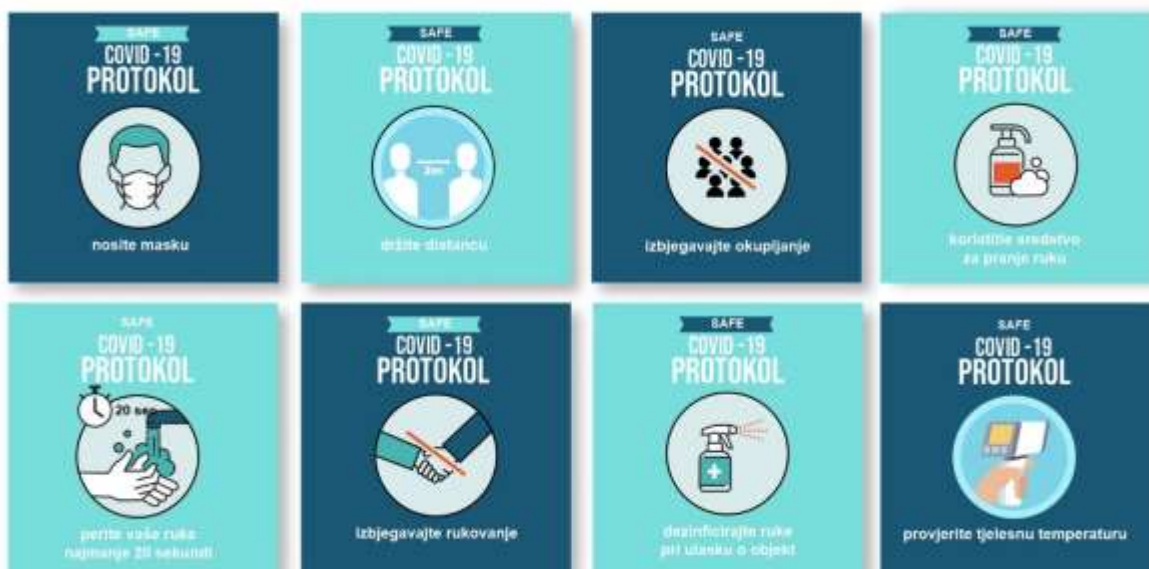 SAFE
COVID -19
PROTOKOL
nosite masku
SAFE
COVID -19
PROTOKOL
2m
držite distancu
SAFE
COVID -19
PROTOKOL
izbjegavajte okupljanje
SAFE
COVID -19
PROTOKOL
koristite sredstvo
za pranje ruku
SAFE
COVID -19
PROTOKOL
20 sec
perite vaše ruke
najmanje 20 sekundi
SAFE
COVID -19
PROTOKOL
izbjegavajte rukovanje
SAFE
COVID -19
PROTOKOL
dezinficirajte ruke
pri ulasku o objekt
SAFE
COVID -19
PROTOKOL
provjerite tjelesnu temperaturu